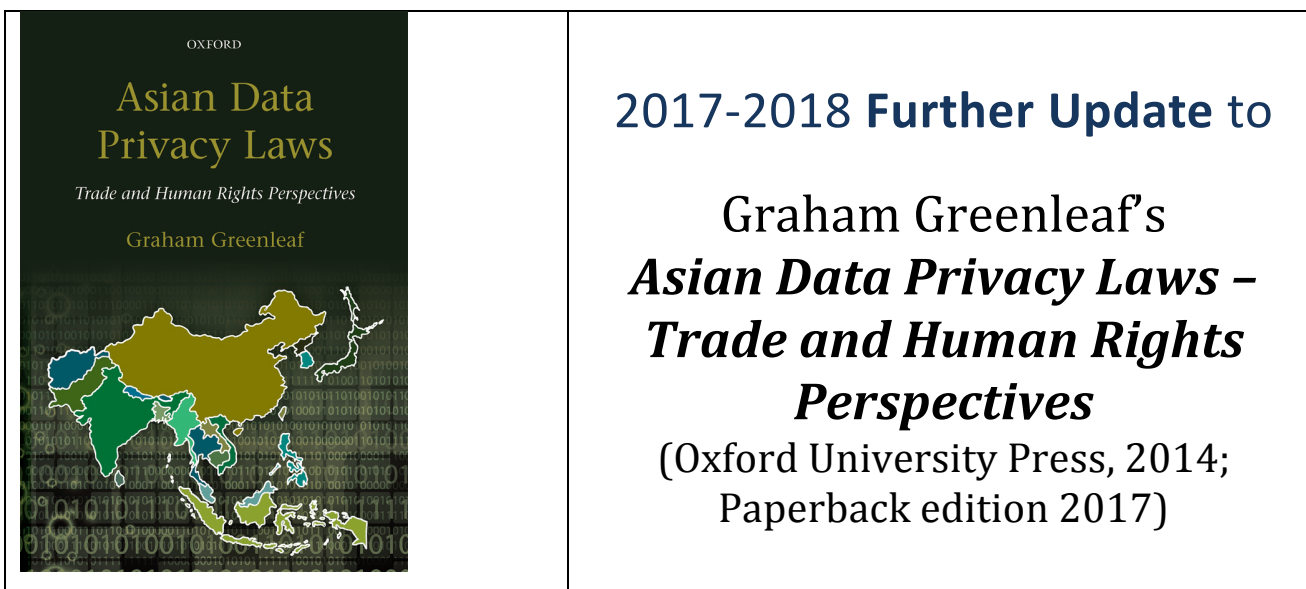 OXFORD
Asian Data
Privacy Laws
Trade and Human Rights Perspectives
Graham Greenleaf
2017-2018 Further Update to
Graham Greenleaf’s
Asian Data Privacy Laws –
Trade and Human Rights
Perspectives
(Oxford University Press, 2014;
Paperback edition 2017)